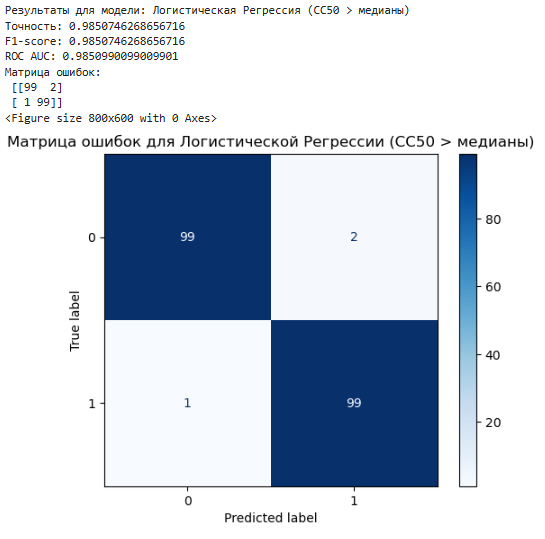 Результаты для модели: Логистическая Регрессия (CC50 > медианы)
Точность: 0.9850746268656716
F1-score: 0.9850746268656716
ROC AUC: 0.9850990099009901
Матрица ошибок:
[[99  2]
[ 1 99]]
<Figure size 800x600 with 0 Axes>
Матрица ошибок для Логистической Регрессии (CC50 > медианы)
0
99
2
80
60
True label
40
1
1
99
20
0
1
Predicted label